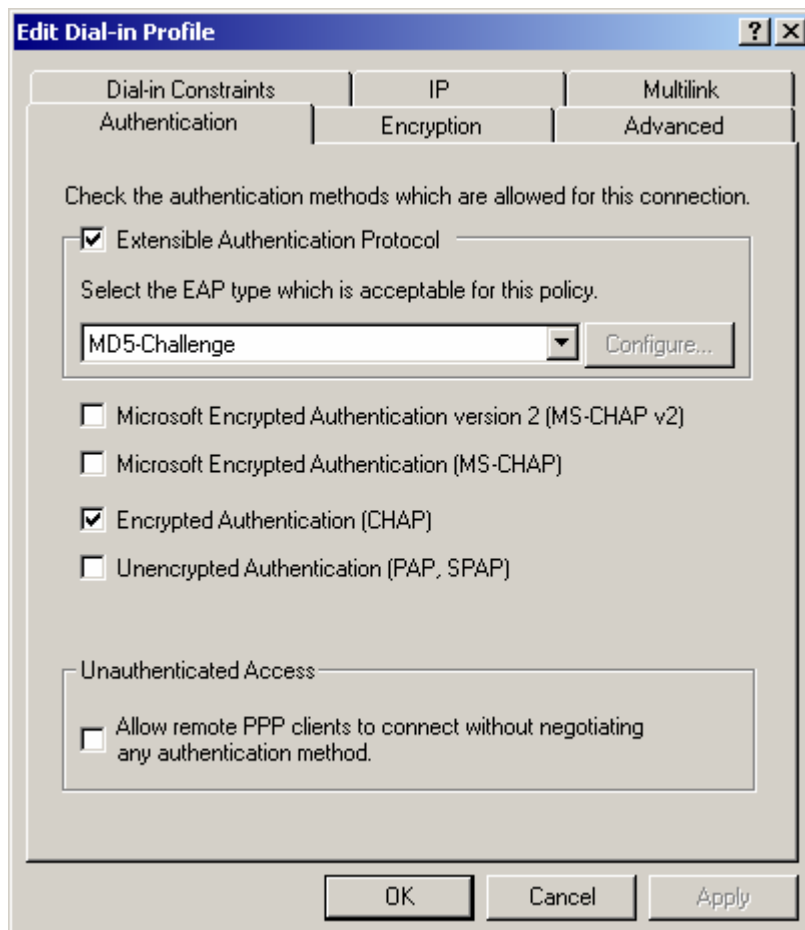 Edit Dial-in Profile
Dial-in Constraints IP Multilink
Authentication Encryption Advanced
Check the authentication methods which are allowed for this connection.
Extensible Authentication Protocol
Select the EAP type which is acceptable for this policy.
MD5-Challenge Configure...
Microsoft Encrypted Authentication version 2 (MS-CHAP v2)
Microsoft Encrypted Authentication (MS-CHAP)
Encrypted Authentication (CHAP)
Unencrypted Authentication (PAP, SPAP)
Unauthenticated Access
Allow remote PPP clients to connect without negotiating
any authentication method.
OK Cancel Apply